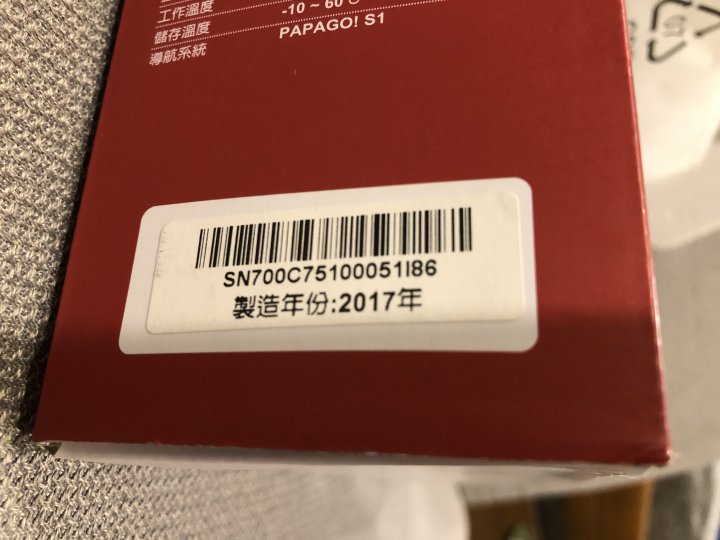 工作溫度
-10 ~ 60°C
儲存溫度
PAPAGO! S1
導航系統
SN700C75100051I86
製造年份:2017年